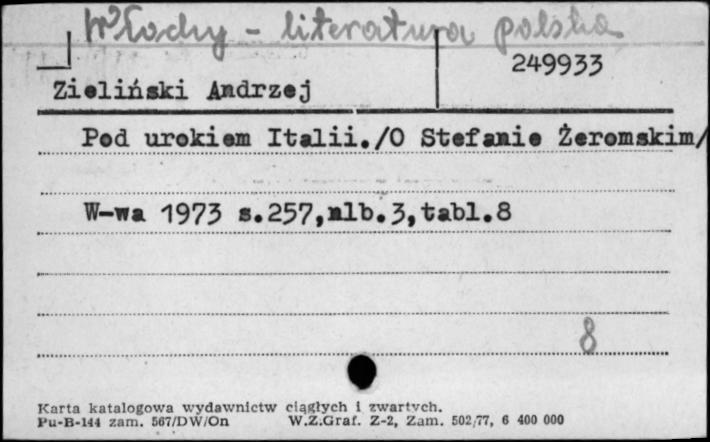 Włochy - literatura polska
249933
Zieliński Andrzej
Pod urokiem Italii./O Stefanie Żeromskim/
W-wa 1973 s.257,nlb.3,tabl.8
8
Karta katalogowa wydawnictw ciągłych i zwartych.
Pu-B-144 zam. 567/DW/On W.Z.Graf. Z-2, Zam. 502/77, 6 400 000